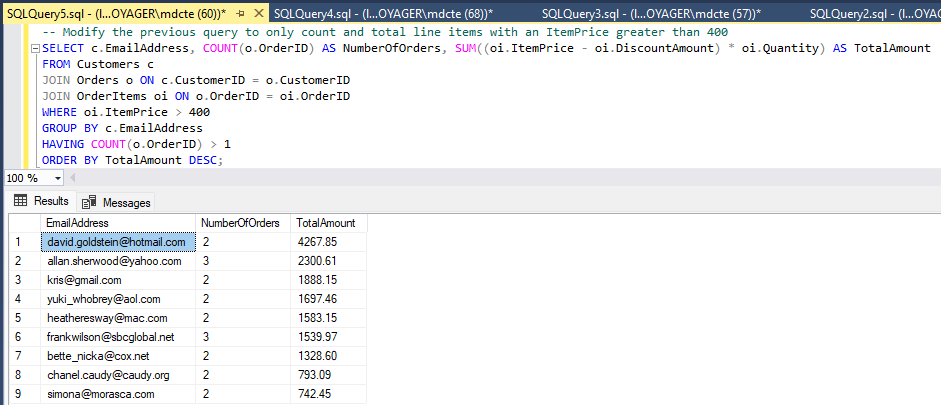 SQLQuery5.sql - (l...OYAGER\mdcte (60))* SQLQuery4.sql - (l...OYAGER\mdcte (68))* SQLQuery3.sql - (l...OYAGER\mdcte (57))* SQLQuery2.sql - (l...OYA
-- Modify the previous query to only count and total line items with an ItemPrice greater than 400
SELECT c.EmailAddress, COUNT(o.OrderID) AS NumberOfOrders, SUM((oi.ItemPrice - oi.DiscountAmount) * oi.Quantity) AS TotalAmount
FROM Customers c
JOIN Orders o ON c.CustomerID = o.CustomerID
JOIN OrderItems oi ON o.OrderID = oi.OrderID
WHERE oi.ItemPrice > 400
GROUP BY c.EmailAddress
HAVING COUNT(o.OrderID) > 1
ORDER BY TotalAmount DESC;
100 %
Results Messages
EmailAddress NumberOfOrders TotalAmount
1 david.goldstein@hotmail.com 2 4267.85
2 allan.sherwood@yahoo.com 3 2300.61
3 kris@gmail.com 2 1888.15
4 yuki_whobrey@aol.com 2 1697.46
5 heatheresway@mac.com 2 1583.15
6 frankwilson@sbcglobal.net 3 1539.97
7 bette_nicka@cox.net 2 1328.60
8 chanel.caudy@caudy.org 2 793.09
9 simona@morasca.com 2 742.45